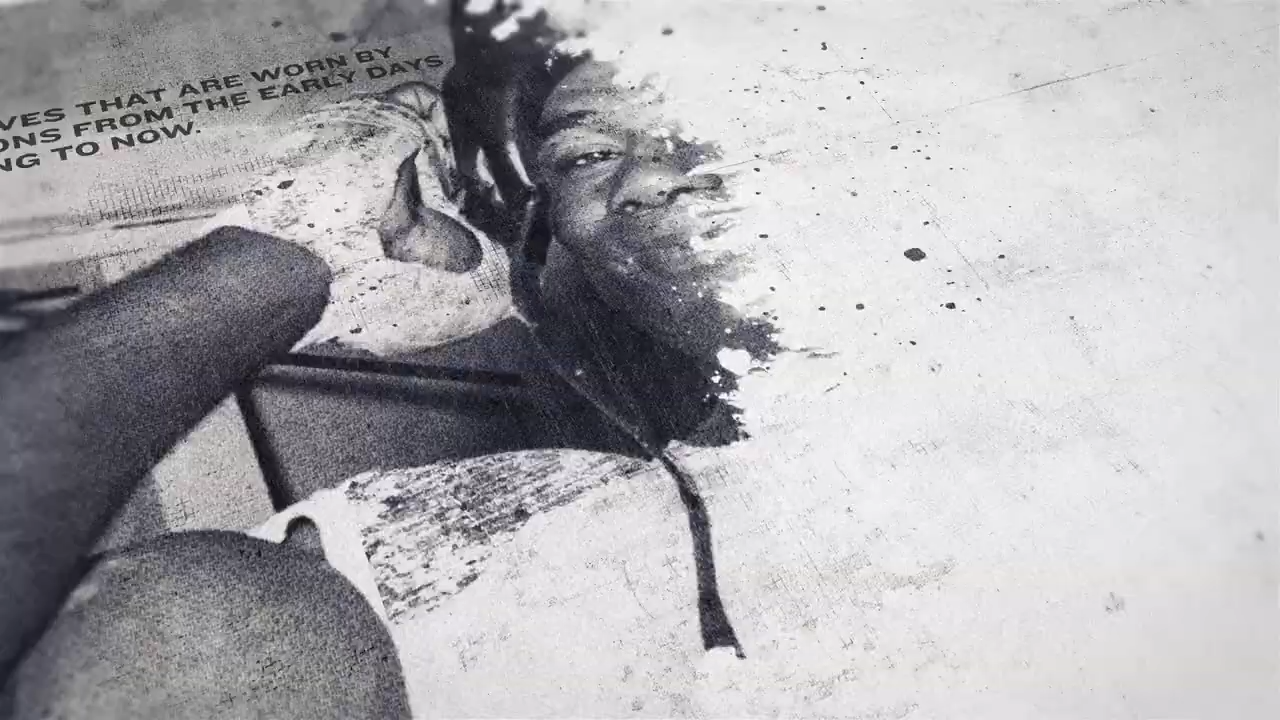 VES THAT ARE WORN BY
ONS FROM THE EARLY DAYS
NG TO NOW.